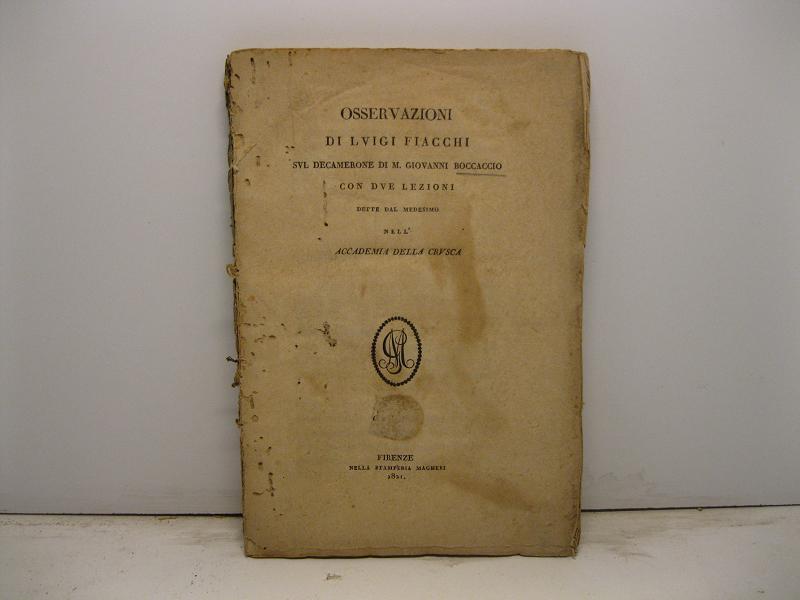 OSSERVAZIONI
DI LVIGI FIACCHI
SVL DECAMERONE DI M. GIOVANNI BOCCACCIO
CON DVE LEZIONI
DETTE DAL MEDESIMO
NELL'
ACCADEMIA DELLA CRVSCA
FIRENZE
NELLA STAMPERIA MAGHERI
1821.